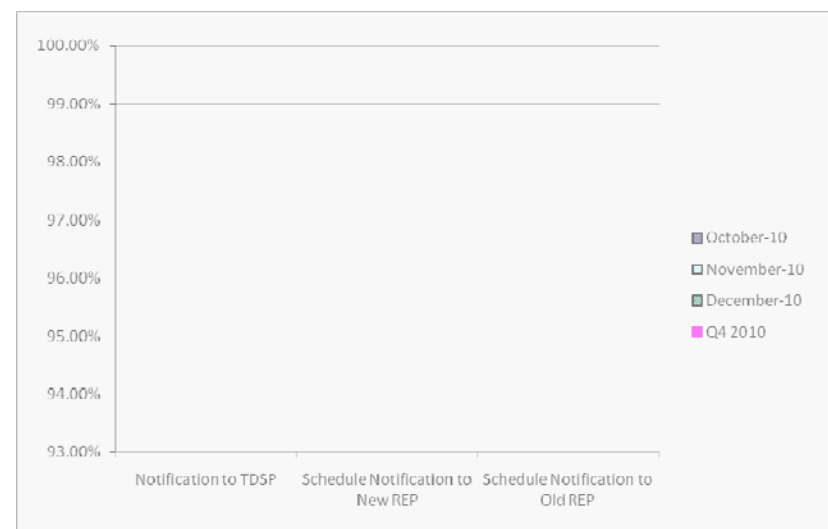 100.00%
99.00%
98.00%
97.00%
96.00%
95.00%
94.00%
93.00%
Notification to TDSP
Schedule Notification to
New REP
Schedule Notification to
Old REP
October-10
November-10
December-10
Q4 2010